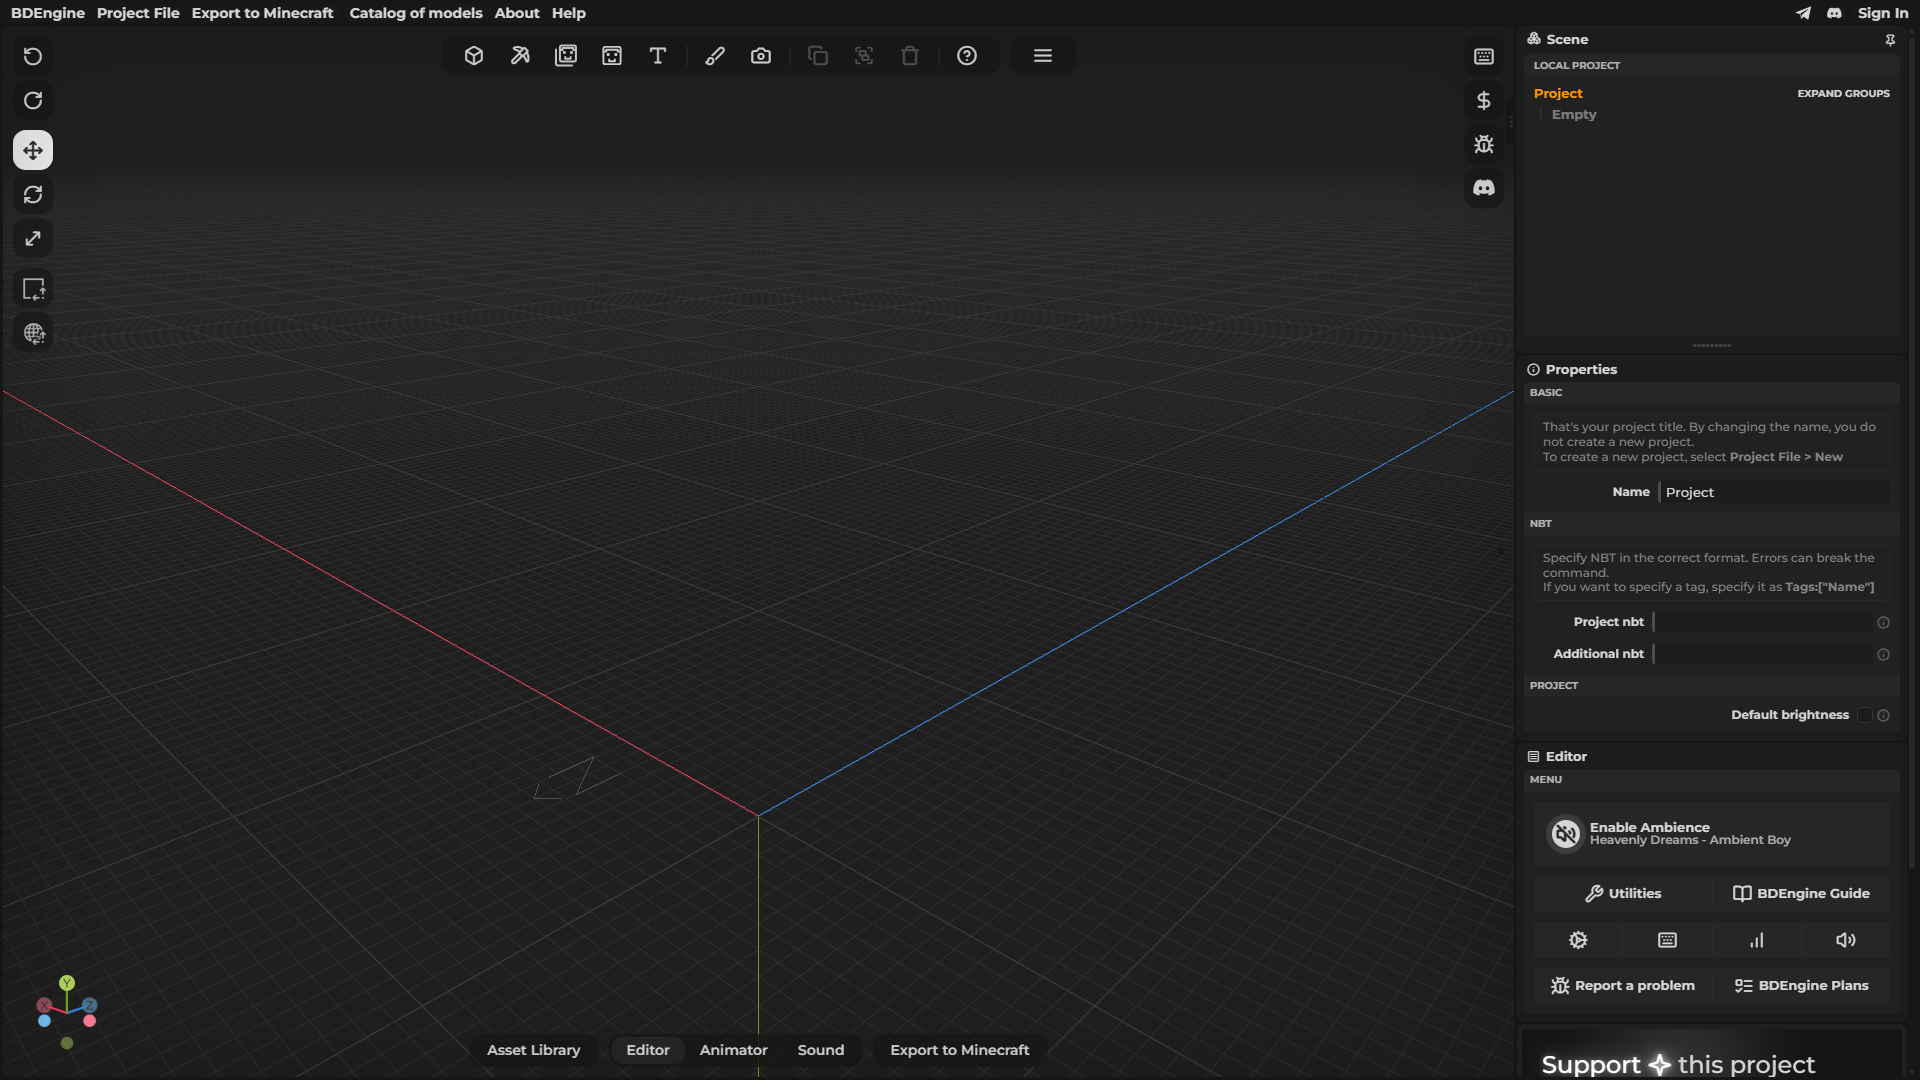 BDEngine Project File Export to Minecraft Catalog of models About Help Sign In
Scene
LOCAL PROJECT
Project EXPAND GROUPS
Empty
Properties
BASIC
That's your project title. By changing the name, you do
not create a new project.
To create a new project, select Project File > New
Name Project
NBT
Specify NBT in the correct format. Errors can break the
command.
If you want to specify a tag, specify it as Tags:["Name"]
Project nbt
Additional nbt
PROJECT
Default brightness
Editor
MENU
Enable Ambience
Heavenly Dreams - Ambient Boy
Utilities BDEngine Guide
Report a problem BDEngine Plans
Support this project
Y
X Z
Asset Library Editor Animator Sound Export to Minecraft